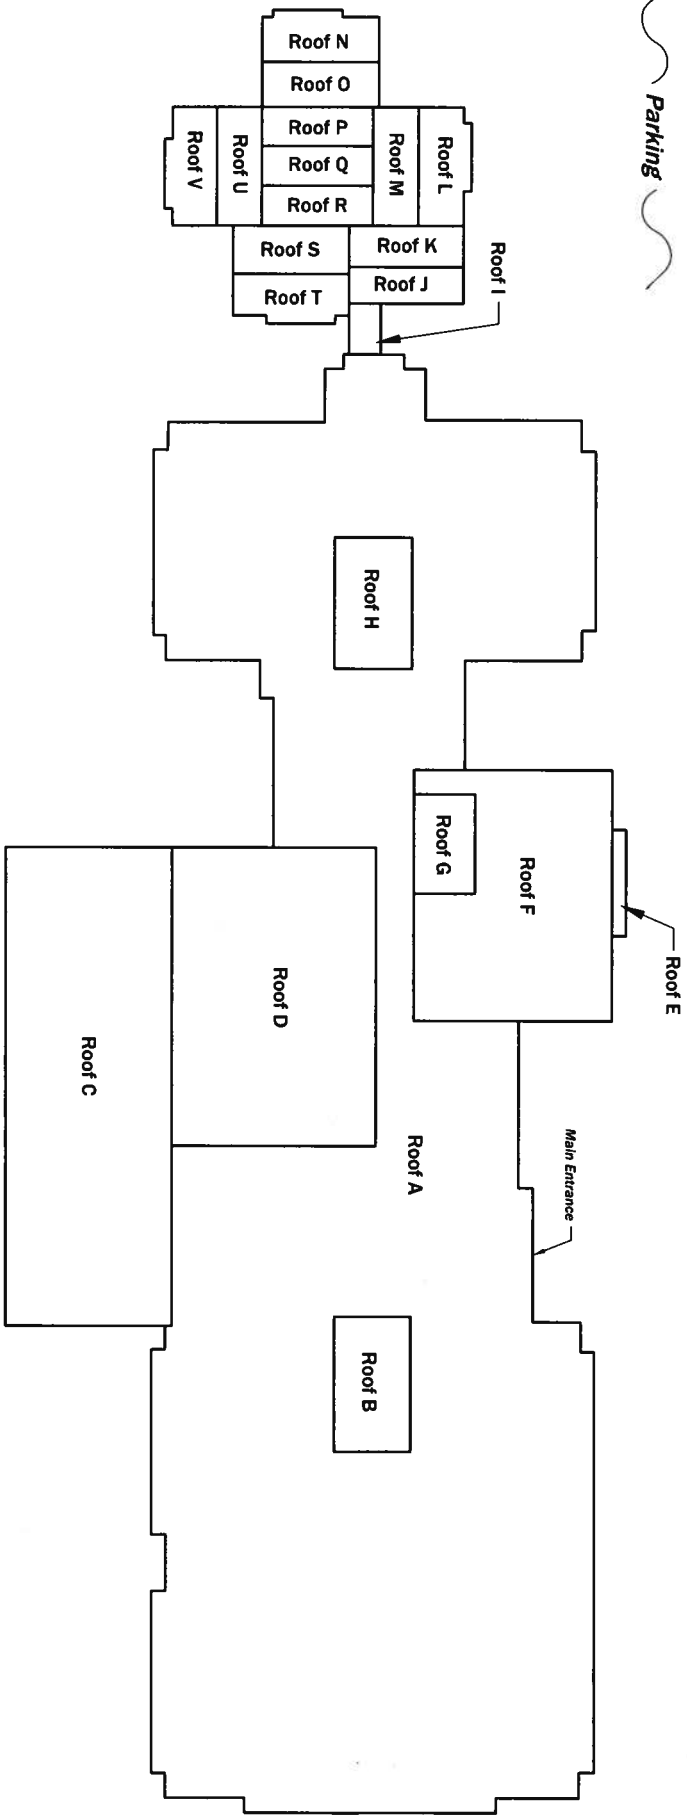 Parking
Roof N
Roof O
Roof P
Roof Q
Roof R
Roof L
Roof M
Roof U
Roof V
Roof S
Roof K
Roof T
Roof J
Roof I
Roof H
Roof G
Roof F
Roof E
Roof D
Roof C
Roof A
Main Entrance
Roof B